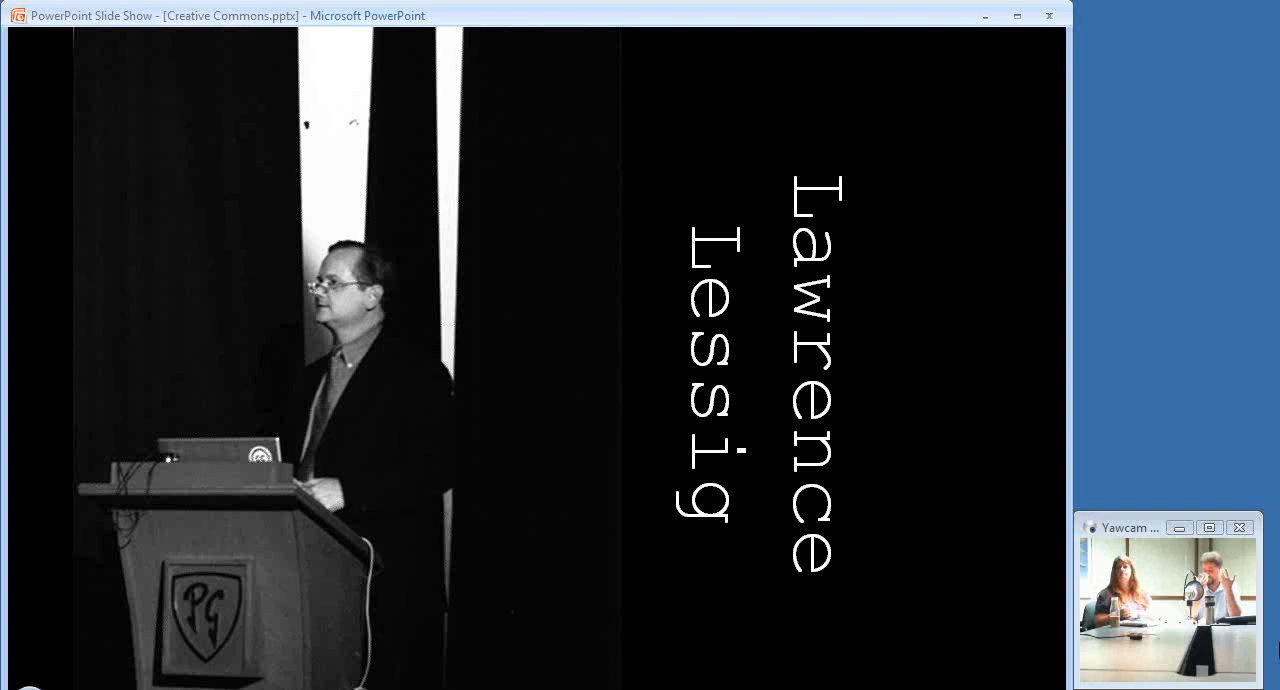 PowerPoint Slide Show - [Creative Commons.pptx] - Microsoft PowerPoint
Lawrence
Lessig
PG
Yawcam ...